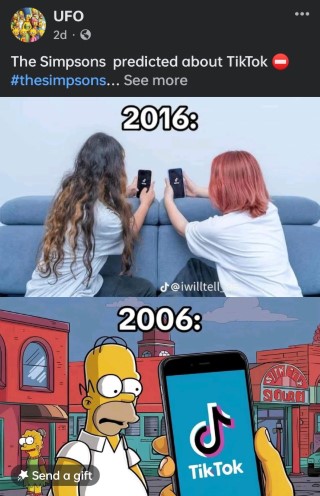 UFO
2d ·
The Simpsons predicted about TikTok ⛔
#thesimpsons... See more
2016:
@iwilltell
2006:
TikTok
Send a gift